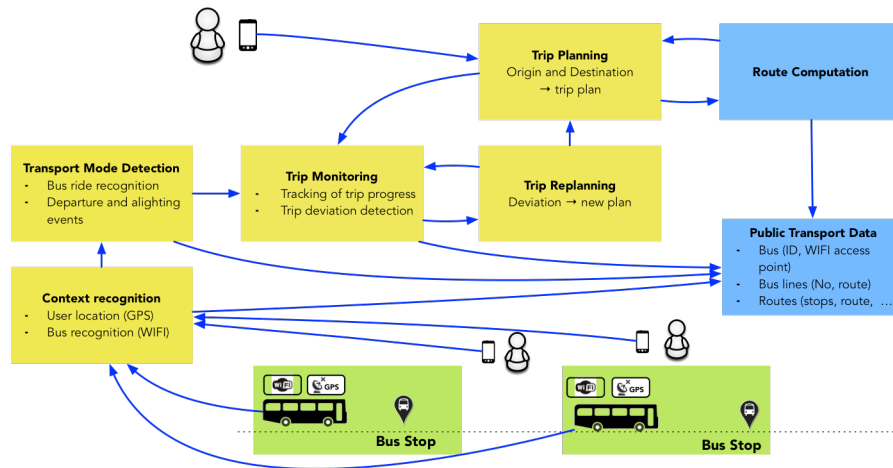 Trip Planning
Origin and Destination
→ trip plan
Route Computation
Transport Mode Detection
- Bus ride recognition
- Departure and alighting
events
Trip Monitoring
- Tracking of trip progress
- Trip deviation detection
Trip Replanning
Deviation → new plan
Public Transport Data
- Bus (ID, WIFI access
point)
- Bus lines (No, route)
- Routes (stops, route, ...
Context recognition
- User location (GPS)
- Bus recognition (WIFI)
WiFi
GPS
Bus Stop
WiFi
GPS
Bus Stop